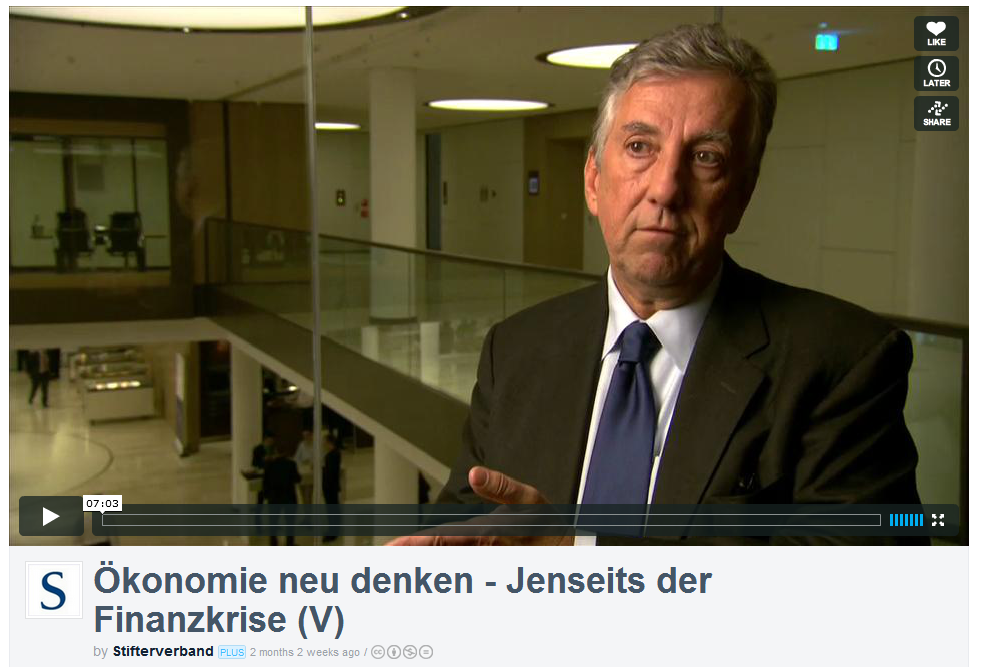 LIKE
LATER
SHARE
07:03
S
Ökonomie neu denken - Jenseits der
Finanzkrise (V)
by Stifterverband PLUS 2 months 2 weeks ago / cc